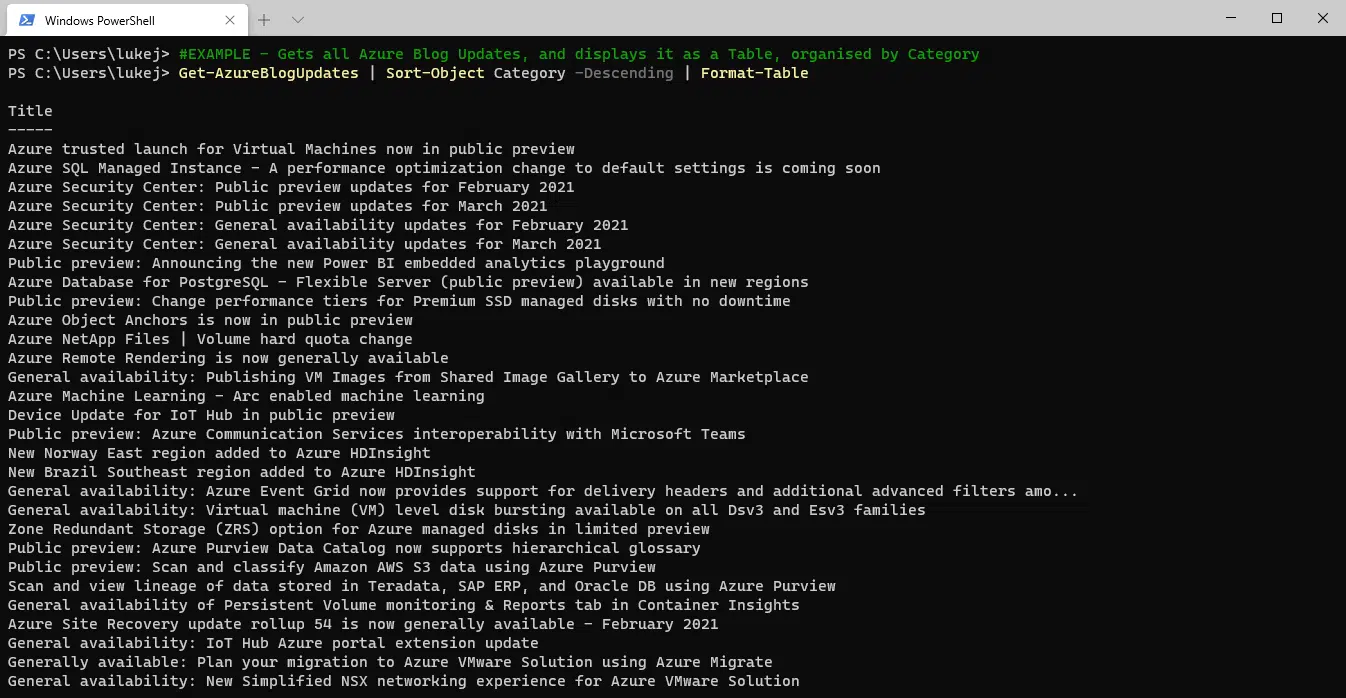 Windows PowerShell
PS C:\Users\lukej> #EXAMPLE - Gets all Azure Blog Updates, and displays it as a Table, organised by Category
PS C:\Users\lukej> Get-AzureBlogUpdates | Sort-Object Category -Descending | Format-Table
Title
-----
Azure trusted launch for Virtual Machines now in public preview
Azure SQL Managed Instance - A performance optimization change to default settings is coming soon
Azure Security Center: Public preview updates for February 2021
Azure Security Center: Public preview updates for March 2021
Azure Security Center: General availability updates for February 2021
Azure Security Center: General availability updates for March 2021
Public preview: Announcing the new Power BI embedded analytics playground
Azure Database for PostgreSQL - Flexible Server (public preview) available in new regions
Public preview: Change performance tiers for Premium SSD managed disks with no downtime
Azure Object Anchors is now in public preview
Azure NetApp Files | Volume hard quota change
Azure Remote Rendering is now generally available
General availability: Publishing VM Images from Shared Image Gallery to Azure Marketplace
Azure Machine Learning - Arc enabled machine learning
Device Update for IoT Hub in public preview
Public preview: Azure Communication Services interoperability with Microsoft Teams
New Norway East region added to Azure HDInsight
New Brazil Southeast region added to Azure HDInsight
General availability: Azure Event Grid now provides support for delivery headers and additional advanced filters amo...
General availability: Virtual machine (VM) level disk bursting available on all Dsv3 and Esv3 families
Zone Redundant Storage (ZRS) option for Azure managed disks in limited preview
Public preview: Azure Purview Data Catalog now supports hierarchical glossary
Public preview: Scan and classify Amazon AWS S3 data using Azure Purview
Scan and view lineage of data stored in Teradata, SAP ERP, and Oracle DB using Azure Purview
General availability of Persistent Volume monitoring & Reports tab in Container Insights
Azure Site Recovery update rollup 54 is now generally available - February 2021
General availability: IoT Hub Azure portal extension update
Generally available: Plan your migration to Azure VMware Solution using Azure Migrate
General availability: New Simplified NSX networking experience for Azure VMware Solution